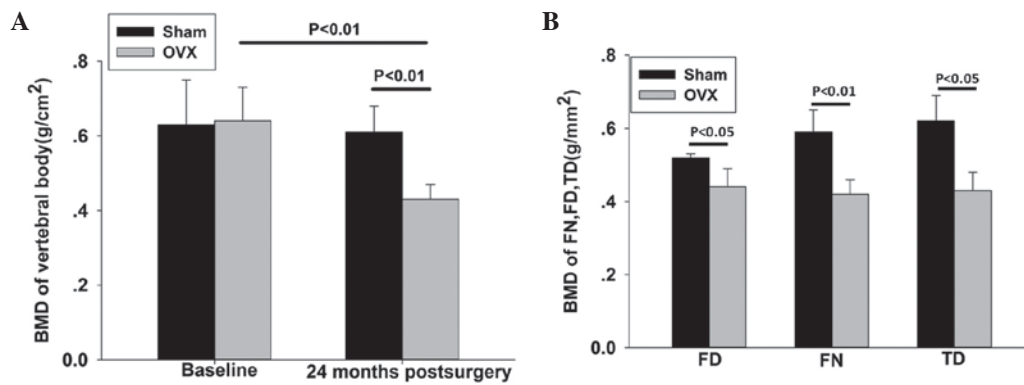 A
Sham
OVX
P<0.01
P<0.01
BMD of vertebral body(g/cm²)
.8
.6
.4
.2
0.0
Baseline
24 months postsurgery
B
Sham
OVX
P<0.05
P<0.01
P<0.05
BMD of FN,FD,TD(g/mm²)
.8
.6
.4
.2
0.0
FD
FN
TD